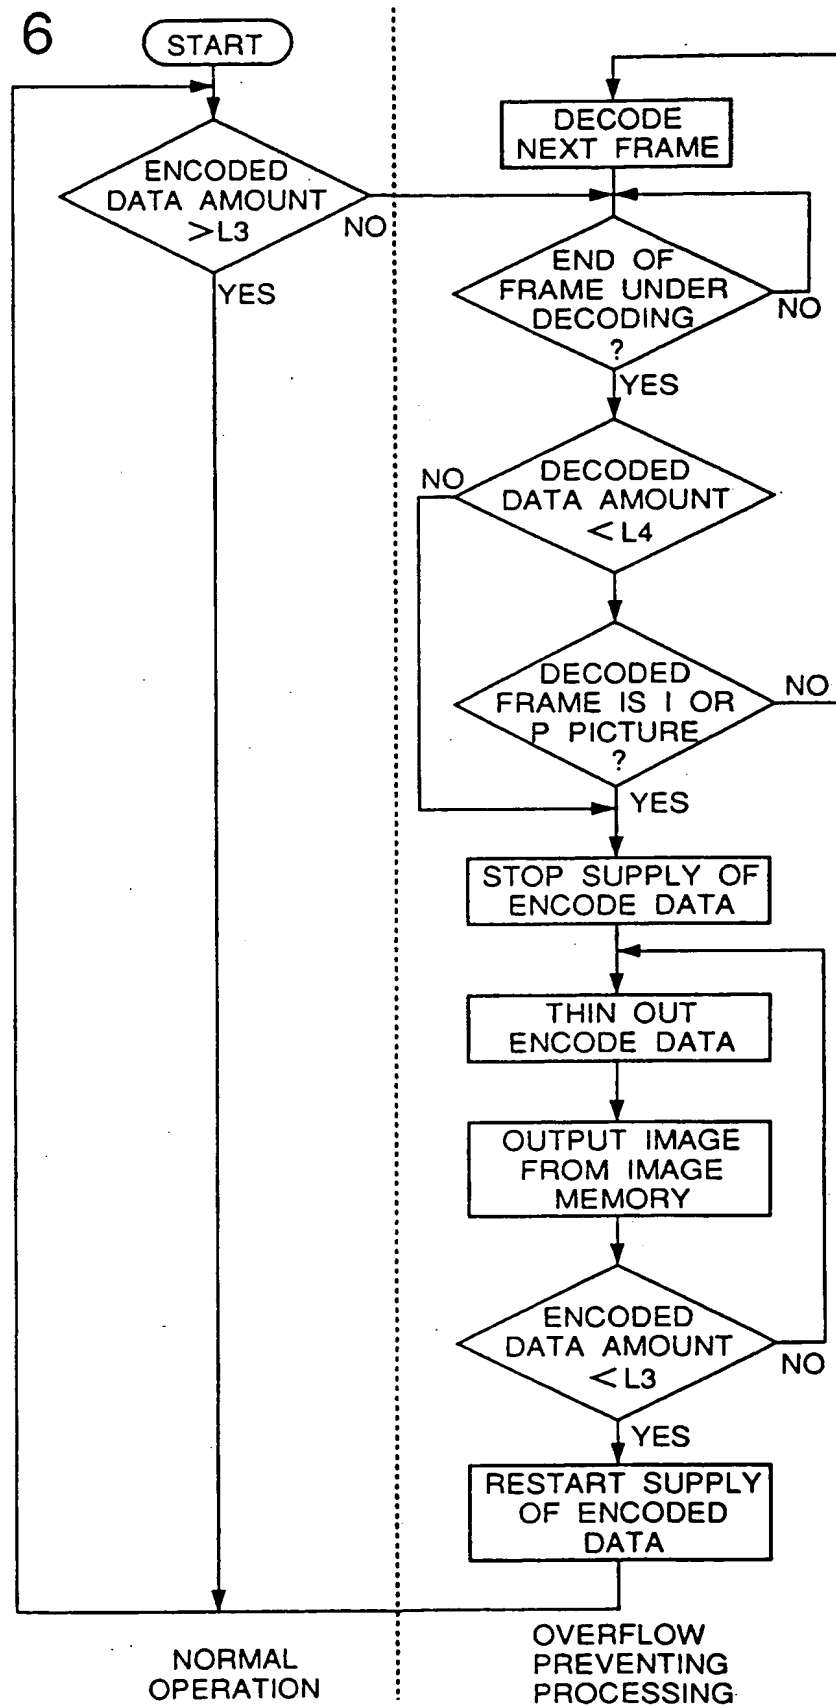 6
START
ENCODED
DATA AMOUNT
>L3
NO
YES
DECODE
NEXT FRAME
END OF
FRAME UNDER
DECODING
?
NO
YES
DECODED
DATA AMOUNT
<L4
NO
DECODED
FRAME IS I OR
P PICTURE
?
NO
YES
STOP SUPPLY OF
ENCODE DATA
THIN OUT
ENCODE DATA
OUTPUT IMAGE
FROM IMAGE
MEMORY
ENCODED
DATA AMOUNT
<L3
NO
YES
RESTART SUPPLY
OF ENCODED
DATA
NORMAL
OPERATION
OVERFLOW
PREVENTING
PROCESSING